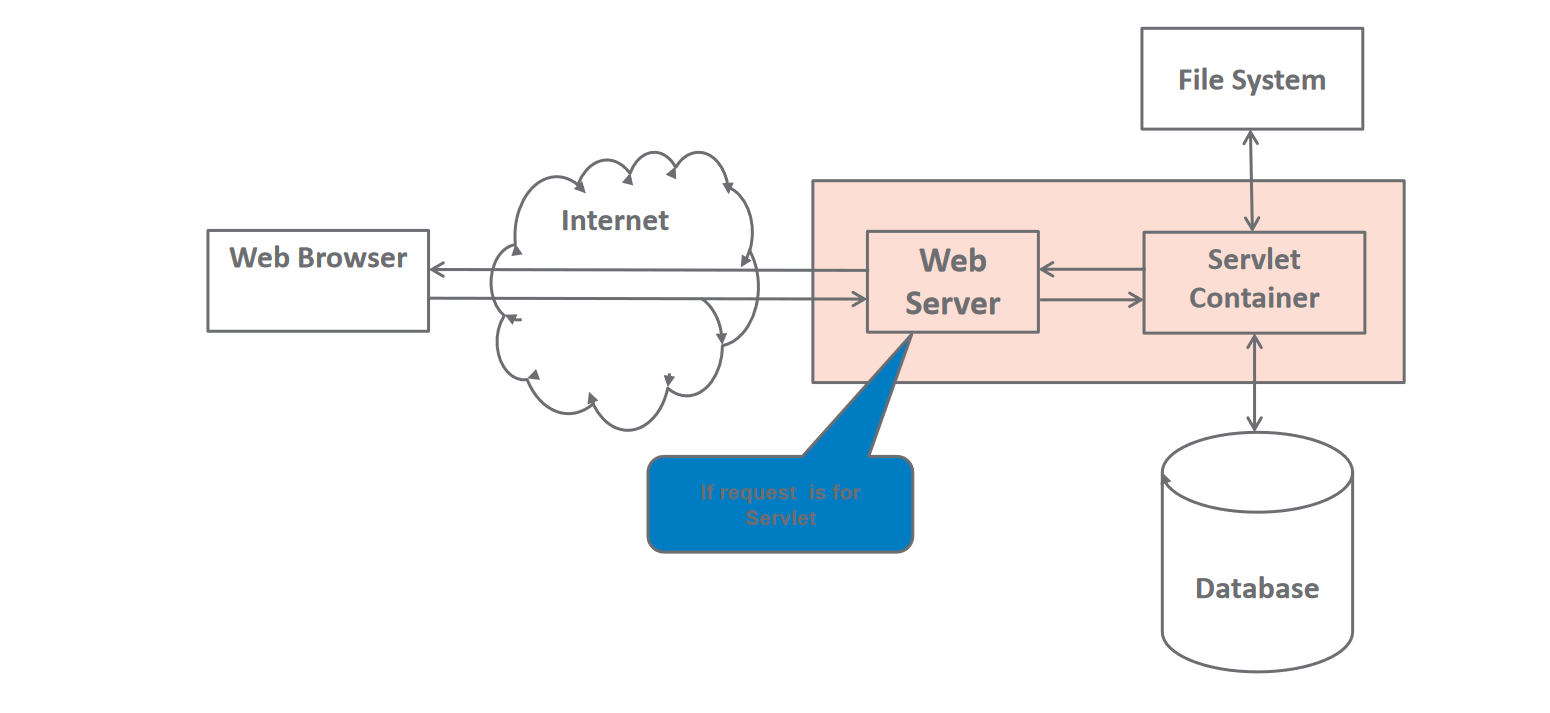 File System
Internet
Web Browser
Web
Server
Servlet
Container
If request  is for
Servlet
Database